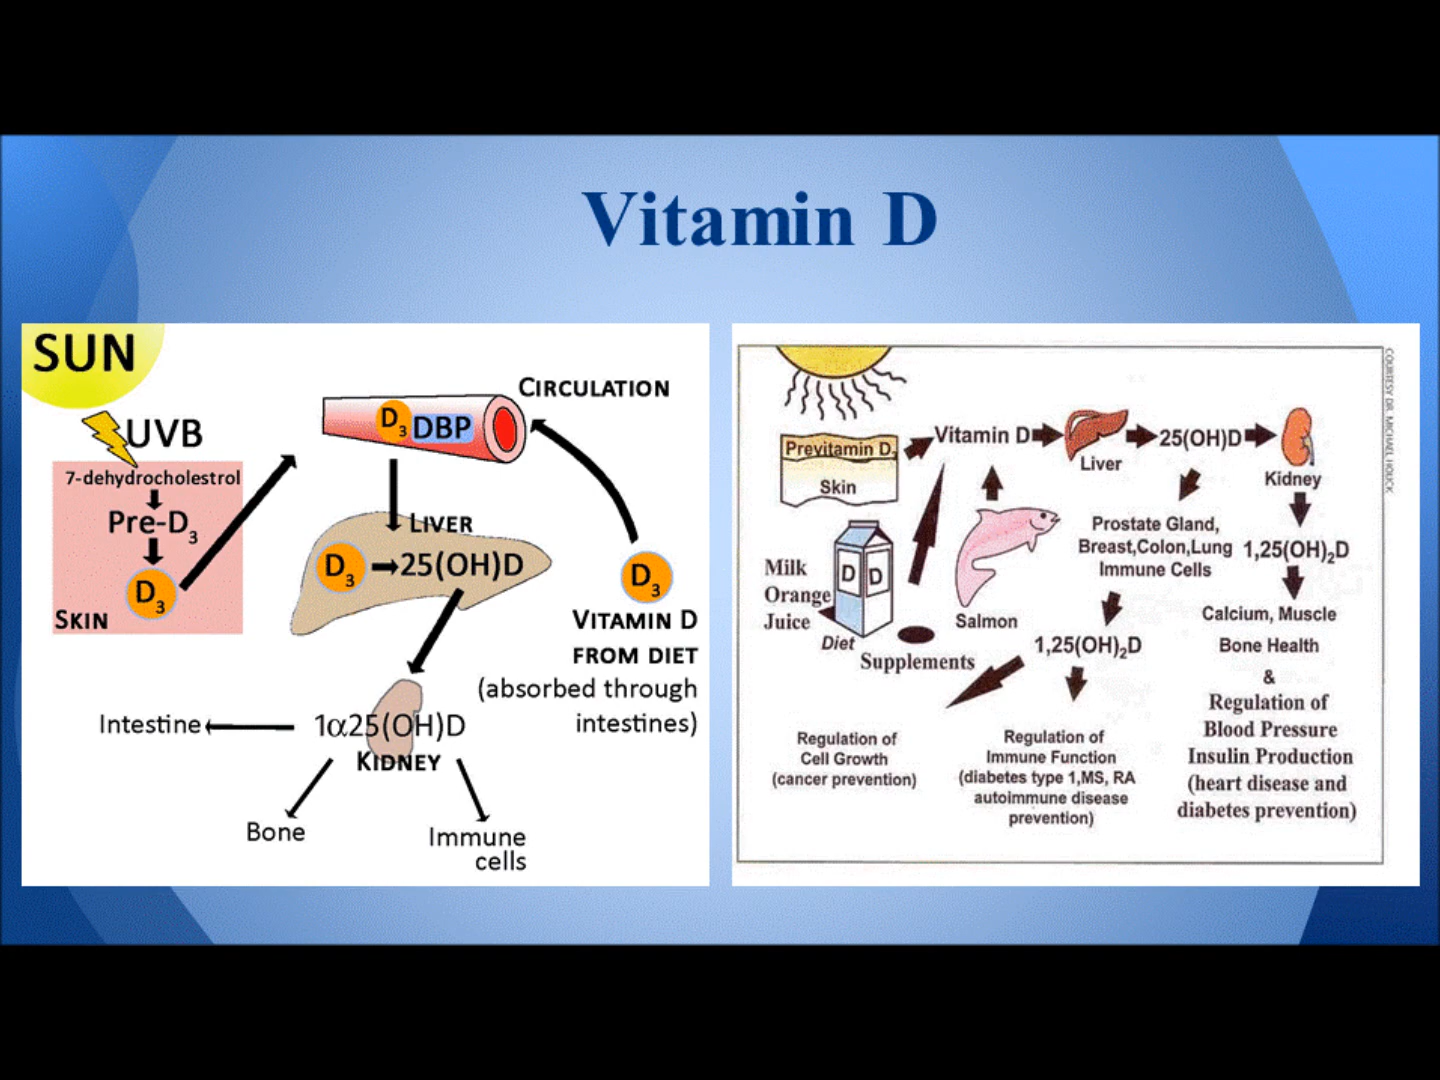 Vitamin D
SUN
UVB
7-dehydrocholestrol
Pre-D3
D3
SKIN
CIRCULATION
D3 DBP
LIVER
D3 25(OH)D
D3
VITAMIN D
FROM DIET
(absorbed through
intestines)
Intestine
1α25(OH)D
KIDNEY
Bone
Immune
cells
COURTESY DR. MICHAEL HOLICK
Previtamin D3
Skin
Vitamin D
Liver
25(OH)D
Kidney
Milk
Orange
Juice
D D
Diet
Supplements
Salmon
Prostate Gland,
Breast,Colon,Lung
Immune Cells
1,25(OH)2D
1,25(OH)2D
Calcium, Muscle
Bone Health
&
Regulation of
Blood Pressure
Insulin Production
(heart disease and
diabetes prevention)
Regulation of
Cell Growth
(cancer prevention)
Regulation of
Immune Function
(diabetes type 1,MS, RA
autoimmune disease
prevention)